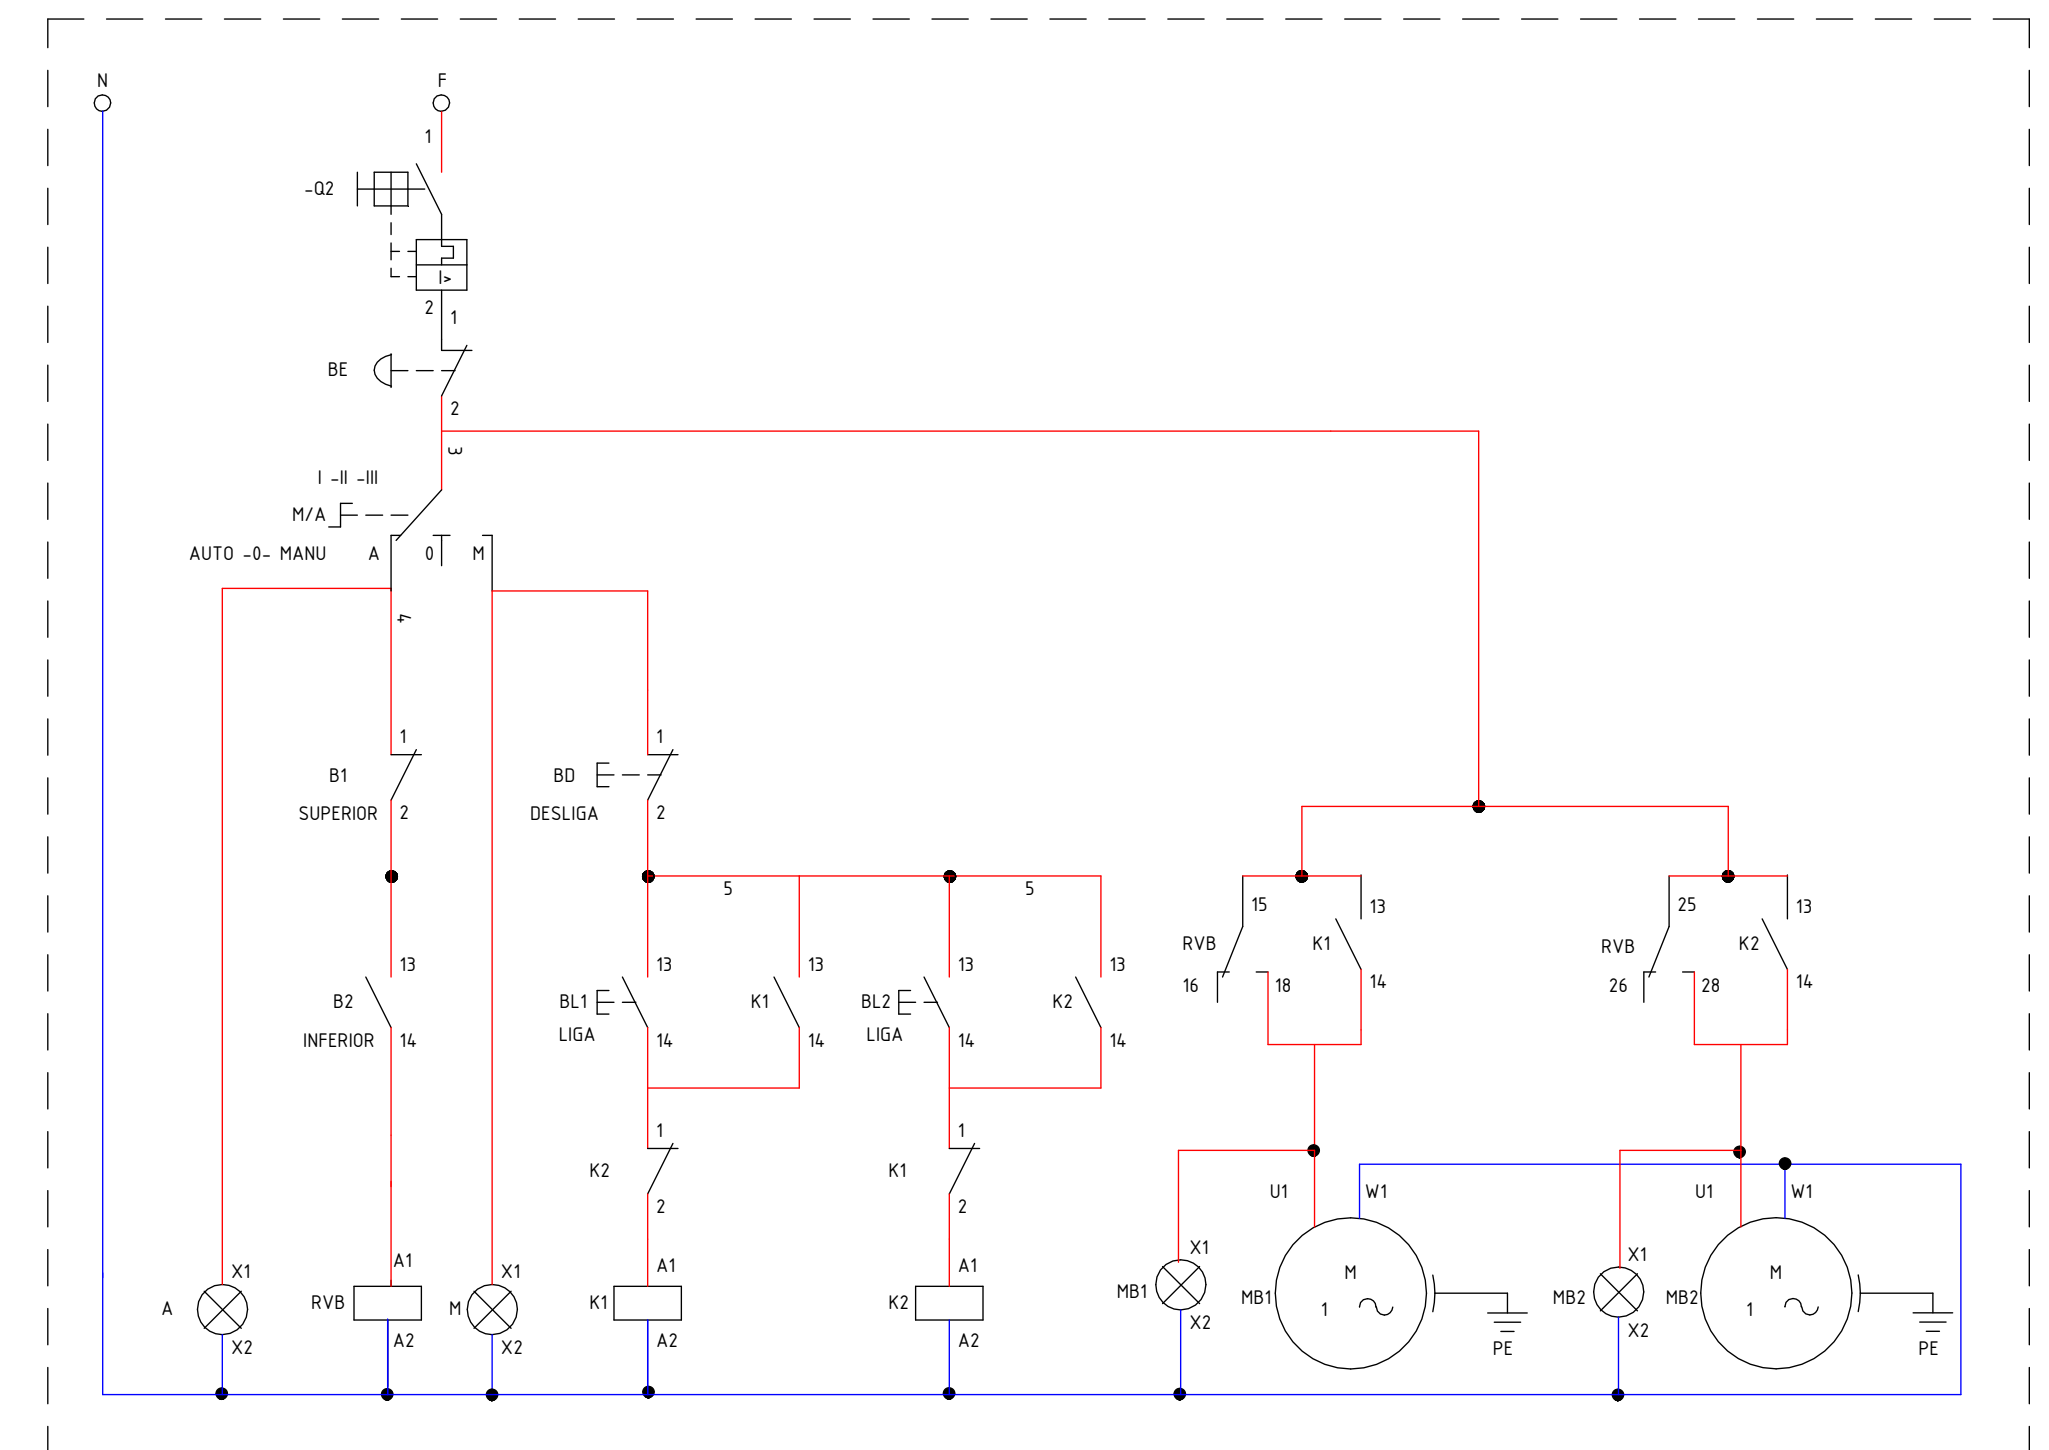 N
F
1
-Q2
I>
2
1
BE
2
3
I -II -III
M/A
AUTO -0- MANU
A
0
M
4
1
1
B1
BD
SUPERIOR
2
DESLIGA
2
5
5
15
13
25
13
RVB
K1
RVB
K2
13
13
13
13
13
16
18
14
26
28
14
B2
BL1
K1
BL2
K2
INFERIOR
14
LIGA
14
14
LIGA
14
14
1
1
K2
K1
2
2
U1
W1
U1
W1
A1
A1
A1
X1
X1
X1
X1
A
RVB
M
K1
K2
MB1
MB1
M
1
MB2
MB2
M
1
X2
A2
X2
A2
A2
X2
X2
PE
PE